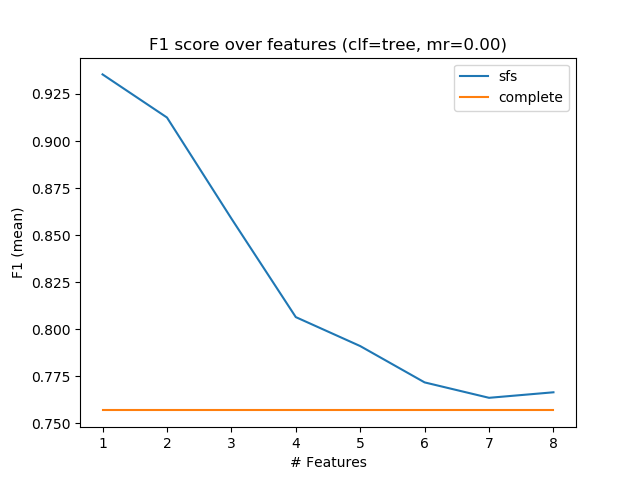 F1 score over features (clf=tree, mr=0.00)
sfs
complete
0.925
0.900
0.875
0.850
0.825
0.800
0.775
0.750
F1 (mean)
1 2 3 4 5 6 7 8
# Features